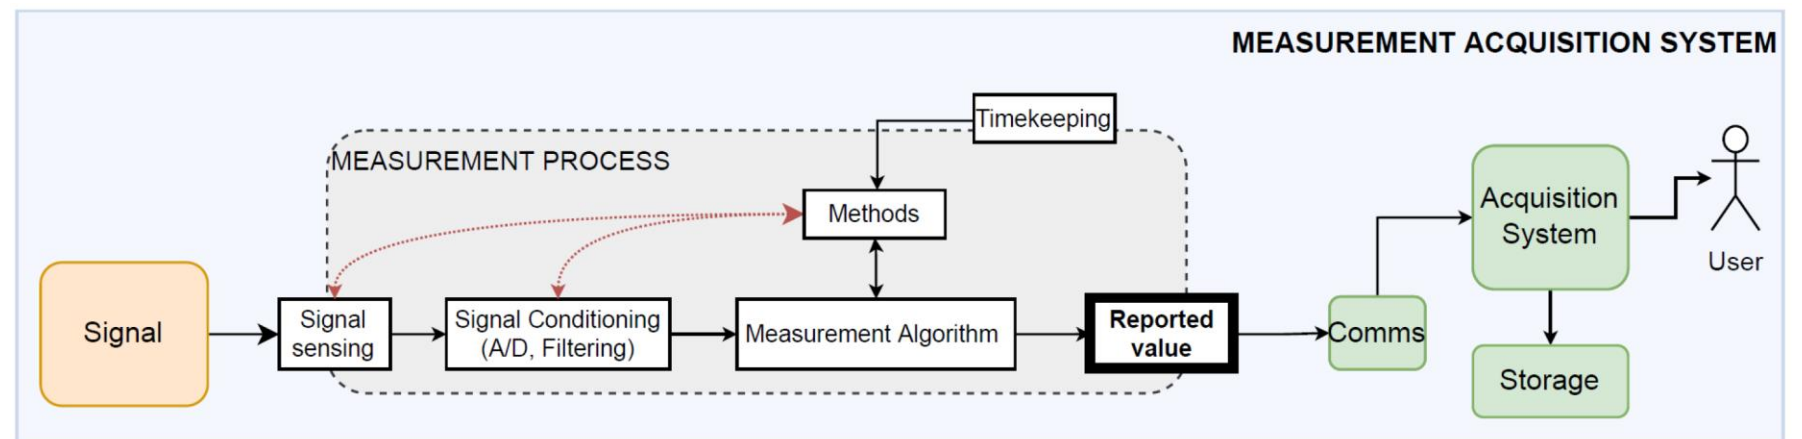 MEASUREMENT ACQUISITION SYSTEM
Timekeeping
MEASUREMENT PROCESS
Methods
Signal
Signal
sensing
Signal Conditioning
(A/D, Filtering)
Measurement Algorithm
Reported
value
Comms
Acquisition
System
User
Storage